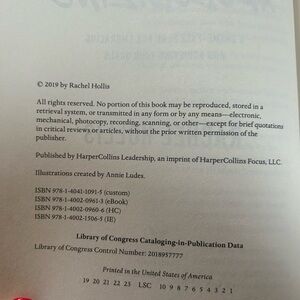 © 2019 by Rachel Hollis
All rights reserved. No portion of this book may be reproduced, stored in a
retrieval system, or transmitted in any form or by any means—electronic,
mechanical, photocopy, recording, scanning, or other—except for brief quotations
in critical reviews or articles, without the prior written permission of the
publisher.
Published by HarperCollins Leadership, an imprint of HarperCollins Focus, LLC.
Illustrations created by Annie Ludes.
ISBN 978-1-4041-1091-5 (custom)
ISBN 978-1-4002-0961-3 (eBook)
ISBN 978-1-4002-0960-6 (HC)
ISBN 978-1-4002-1506-5 (IE)
Library of Congress Cataloging-in-Publication Data
Library of Congress Control Number: 2018957777
Printed in the United States of America
19 20 21 22 23 LSC 10 9 8 7 6 5 4 3 2 1